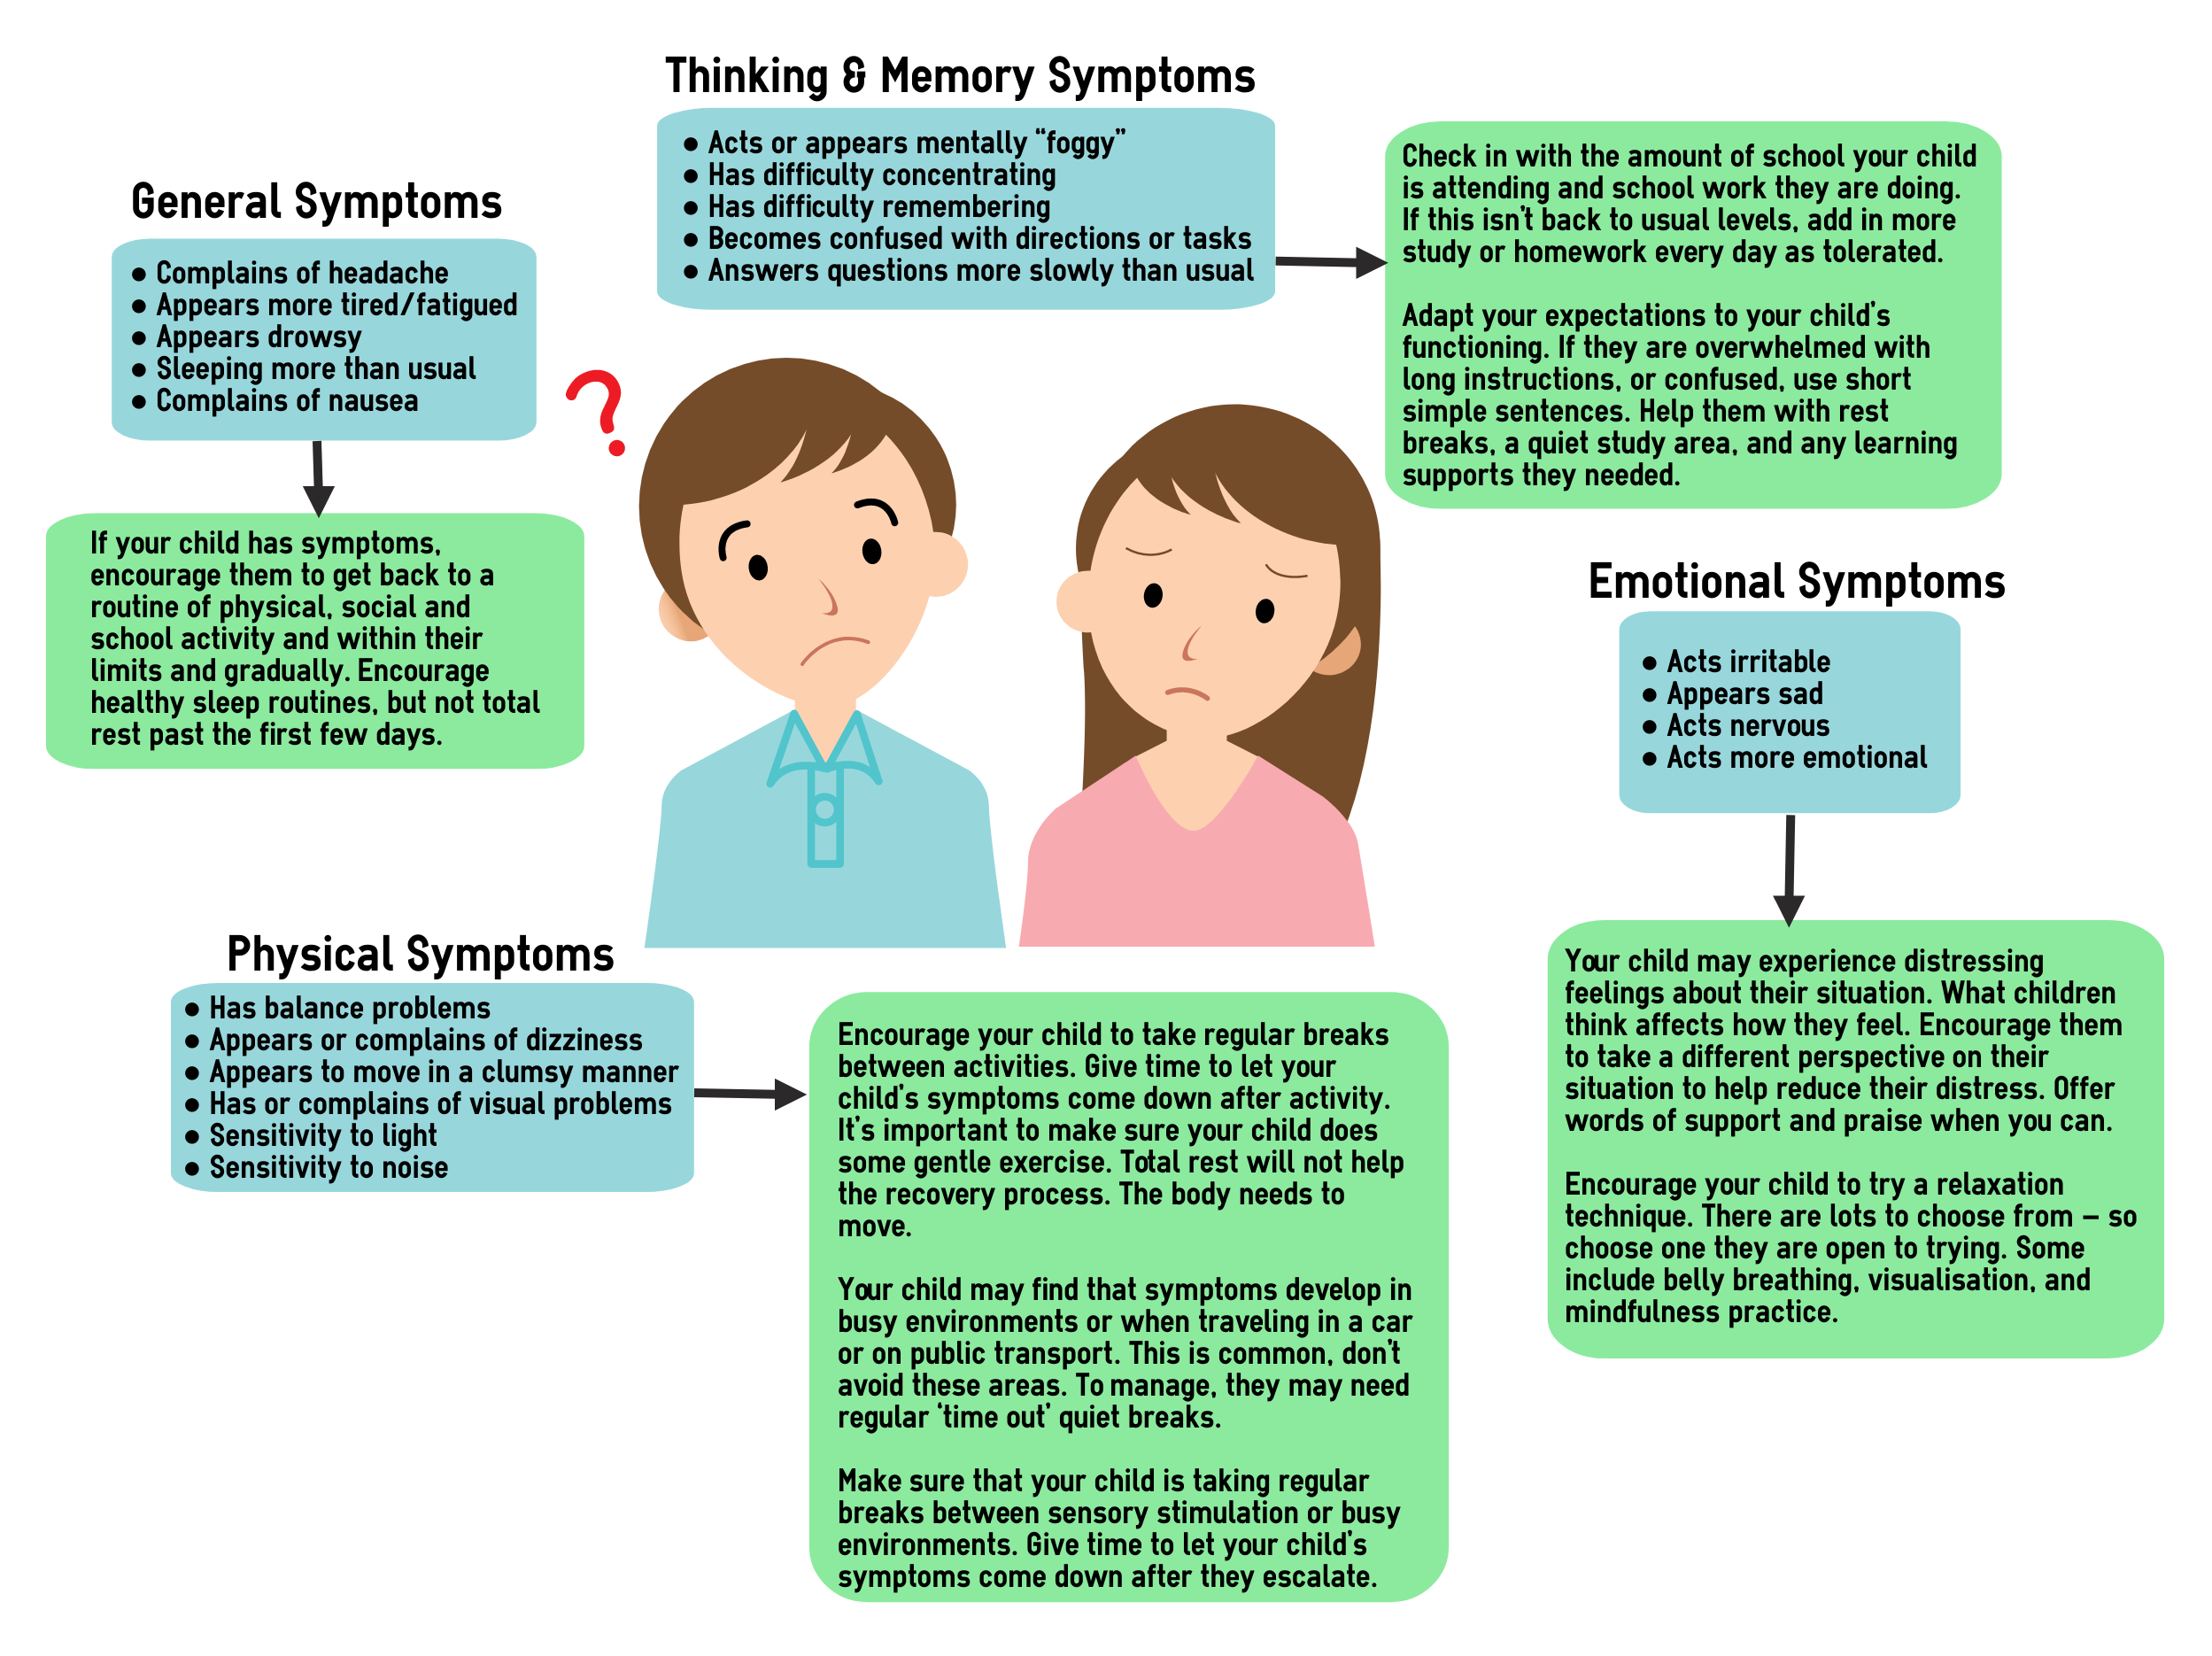 Thinking & Memory Symptoms
● Acts or appears mentally “foggy”
● Has difficulty concentrating
● Has difficulty remembering
● Becomes confused with directions or tasks
● Answers questions more slowly than usual
Check in with the amount of school your child
is attending and school work they are doing.
If this isn’t back to usual levels, add in more
study or homework every day as tolerated.
Adapt your expectations to your child’s
functioning. If they are overwhelmed with
long instructions, or confused, use short
simple sentences. Help them with rest
breaks, a quiet study area, and any learning
supports they needed.
General Symptoms
● Complains of headache
● Appears more tired/fatigued
● Appears drowsy
● Sleeping more than usual
● Complains of nausea
If your child has symptoms,
encourage them to get back to a
routine of physical, social and
school activity and within their
limits and gradually. Encourage
healthy sleep routines, but not total
rest past the first few days.
?
Emotional Symptoms
● Acts irritable
● Appears sad
● Acts nervous
● Acts more emotional
Your child may experience distressing
feelings about their situation. What children
think affects how they feel. Encourage them
to take a different perspective on their
situation to help reduce their distress. Offer
words of support and praise when you can.
Encourage your child to try a relaxation
technique. There are lots to choose from – so
choose one they are open to trying. Some
include belly breathing, visualisation, and
mindfulness practice.
Physical Symptoms
● Has balance problems
● Appears or complains of dizziness
● Appears to move in a clumsy manner
● Has or complains of visual problems
● Sensitivity to light
● Sensitivity to noise
Encourage your child to take regular breaks
between activities. Give time to let your
child’s symptoms come down after activity.
It’s important to make sure your child does
some gentle exercise. Total rest will not help
the recovery process. The body needs to
move.
Your child may find that symptoms develop in
busy environments or when traveling in a car
or on public transport. This is common, don’t
avoid these areas. To manage, they may need
regular ‘time out’ quiet breaks.
Make sure that your child is taking regular
breaks between sensory stimulation or busy
environments. Give time to let your child’s
symptoms come down after they escalate.